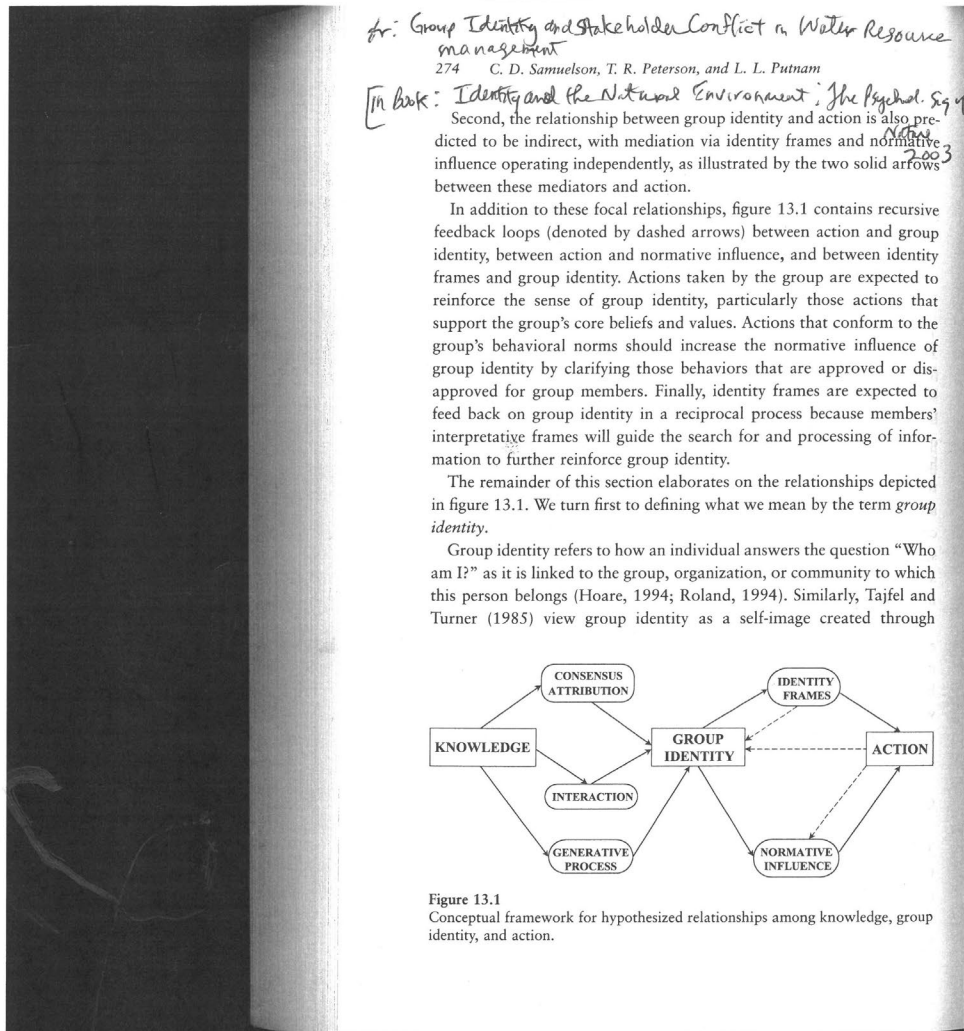 fr: Group Identity and Stakeholder Conflict in Water Resource
management
274 C. D. Samuelson, T. R. Peterson, and L. L. Putnam
[in Book: Identity and the Natural Environment; The Psychol. Sig of
Nature
2003
Second, the relationship between group identity and action is also pre-
dicted to be indirect, with mediation via identity frames and normative
influence operating independently, as illustrated by the two solid arrows
between these mediators and action.
In addition to these focal relationships, figure 13.1 contains recursive
feedback loops (denoted by dashed arrows) between action and group
identity, between action and normative influence, and between identity
frames and group identity. Actions taken by the group are expected to
reinforce the sense of group identity, particularly those actions that
support the group's core beliefs and values. Actions that conform to the
group's behavioral norms should increase the normative influence of
group identity by clarifying those behaviors that are approved or dis-
approved for group members. Finally, identity frames are expected to
feed back on group identity in a reciprocal process because members'
interpretative frames will guide the search for and processing of infor-
mation to further reinforce group identity.
The remainder of this section elaborates on the relationships depicted
in figure 13.1. We turn first to defining what we mean by the term group
identity.
Group identity refers to how an individual answers the question "Who
am I?" as it is linked to the group, organization, or community to which
this person belongs (Hoare, 1994; Roland, 1994). Similarly, Tajfel and
Turner (1985) view group identity as a self-image created through
CONSENSUS
ATTRIBUTION
IDENTITY
FRAMES
KNOWLEDGE
GROUP
IDENTITY
ACTION
INTERACTION
GENERATIVE
PROCESS
NORMATIVE
INFLUENCE
Figure 13.1
Conceptual framework for hypothesized relationships among knowledge, group
identity, and action.